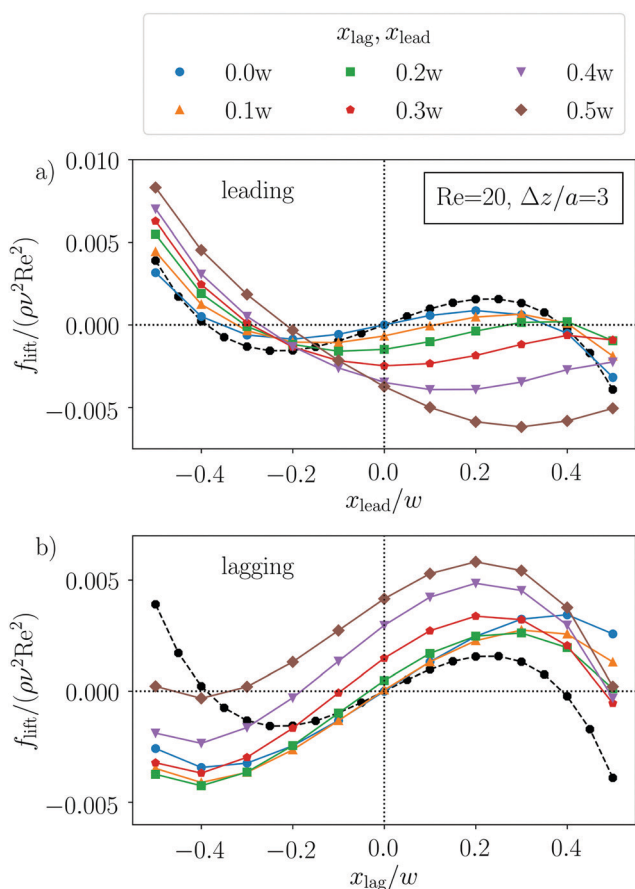 x_lag, x_lead
0.0w 0.2w 0.4w
0.1w 0.3w 0.5w
a)
leading
Re=20, Δz/a=3
0.010
0.005
0.000
−0.005
f_lift/(ρν²Re²)
−0.4 −0.2 0.0 0.2 0.4
x_lead/w
b)
lagging
0.005
0.000
−0.005
f_lift/(ρν²Re²)
−0.4 −0.2 0.0 0.2 0.4
x_lag/w